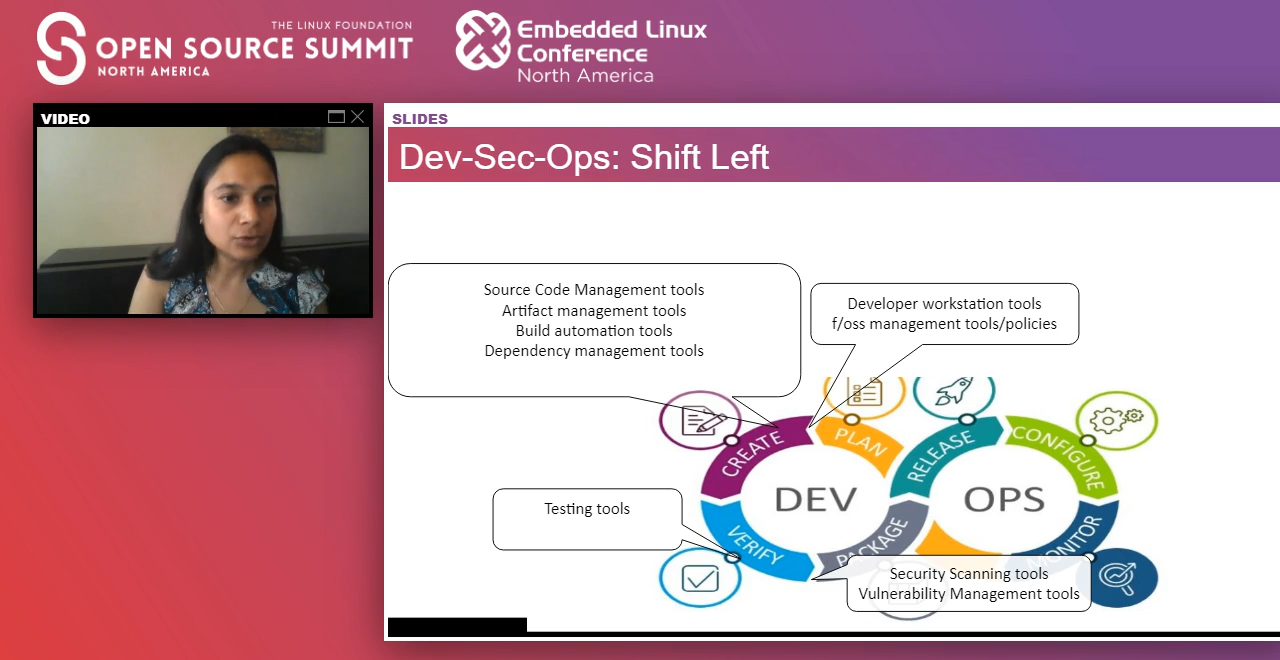 THE LINUX FOUNDATION
OPEN SOURCE SUMMIT
NORTH AMERICA
Embedded Linux
Conference
North America
VIDEO
SLIDES
Dev-Sec-Ops: Shift Left
Source Code Management tools
Artifact management tools
Build automation tools
Dependency management tools
Developer workstation tools
f/oss management tools/policies
CREATE
PLAN
RELEASE
CONFIGURE
DEV
OPS
Testing tools
VERIFY
PACKAGE
MONITOR
Security Scanning tools
Vulnerability Management tools